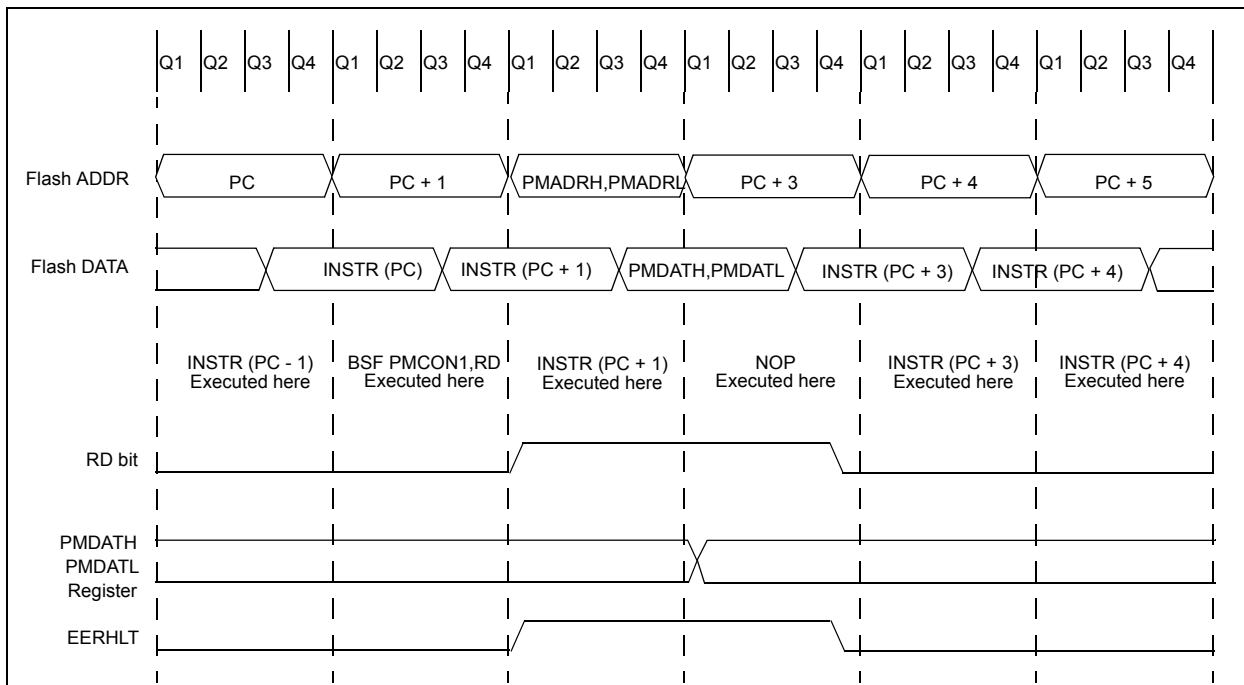 Q1 Q2 Q3 Q4 Q1 Q2 Q3 Q4 Q1 Q2 Q3 Q4 Q1 Q2 Q3 Q4 Q1 Q2 Q3 Q4 Q1 Q2 Q3 Q4
Flash ADDR PC PC + 1 PMADRH,PMADRL PC + 3 PC + 4 PC + 5
Flash DATA INSTR (PC) INSTR (PC + 1) PMDATH,PMDATL INSTR (PC + 3) INSTR (PC + 4)
INSTR (PC - 1) BSF PMCON1,RD INSTR (PC + 1) NOP INSTR (PC + 3) INSTR (PC + 4)
Executed here Executed here Executed here Executed here Executed here Executed here
RD bit
PMDATH
PMDATL
Register
EERHLT